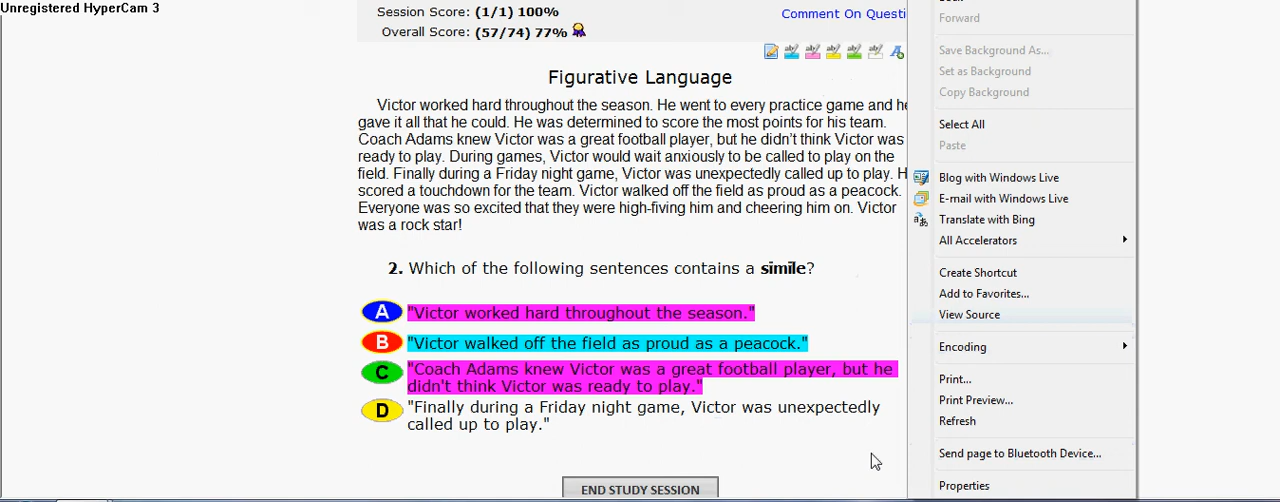 Unregistered HyperCam 3
Session Score: (1/1) 100%
Comment On Questi
Overall Score: (57/74) 77%
Figurative Language
Victor worked hard throughout the season. He went to every practice game and he
gave it all that he could. He was determined to score the most points for his team.
Coach Adams knew Victor was a great football player, but he didn't think Victor was
ready to play. During games, Victor would wait anxiously to be called to play on the
field. Finally during a Friday night game, Victor was unexpectedly called up to play. H
scored a touchdown for the team. Victor walked off the field as proud as a peacock.
Everyone was so excited that they were high-fiving him and cheering him on. Victor
was a rock star!
2. Which of the following sentences contains a simile?
A "Victor worked hard throughout the season."
B "Victor walked off the field as proud as a peacock."
C "Coach Adams knew Victor was a great football player, but he
didn't think Victor was ready to play."
D "Finally during a Friday night game, Victor was unexpectedly
called up to play."
END STUDY SESSION
Forward
Save Background As...
Set as Background
Copy Background
Select All
Paste
Blog with Windows Live
E-mail with Windows Live
Translate with Bing
All Accelerators
Create Shortcut
Add to Favorites...
View Source
Encoding
Print...
Print Preview...
Refresh
Send page to Bluetooth Device...
Properties